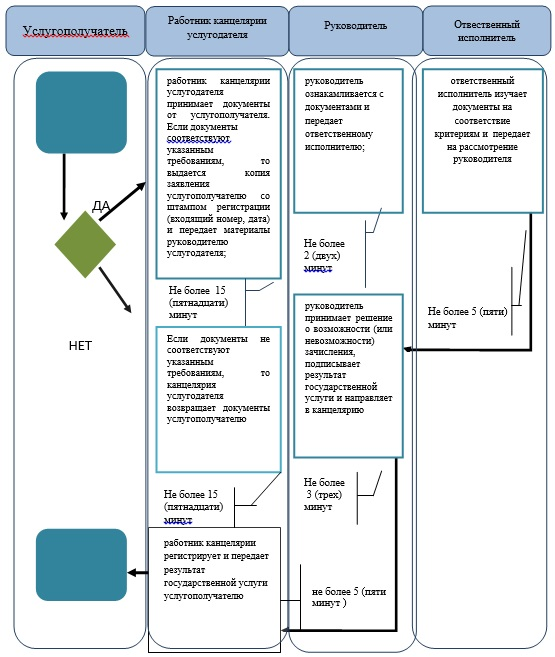 Услугополучатель
Работник канцелярии
услугодателя
Руководитель
Отвественный
исполнитель
ДА
НЕТ
работник канцелярии
услугодателя
принимает документы
от услугополучателя.
Если документы
соответствуют
указанным
требованиям, то
выдается копия
заявления
услугополучателю со
штампом регистрации
(входящий номер, дата)
и передает материалы
руководителю
услугодателя;
Не более 15
(пятнадцати)
минут
Если документы не
соответствуют
указанным
требованиям, то
канцелярия
услугодателя
возвращает документы
услугополучателю
Не более 15
(пятнадцати)
минут
работник канцелярии
регистрирует и передает
результат
государственной услуги
услугополучателю
руководитель
ознакамливается с
документами и
передает
ответственному
исполнителю;
Не более
2 (двух)
минут
руководитель
принимает решение
о возможности (или
невозможности)
зачисления,
подписывает
результат
государственной
услуги и направляет
в канцелярию
Не более
3 (трех)
минут
не более 5 (пяти
минут )
ответственный
исполнитель изучает
документы на
соответствие
критериям и передает
на рассмотрение
руководителя
Не более 5 (пяти)
минут